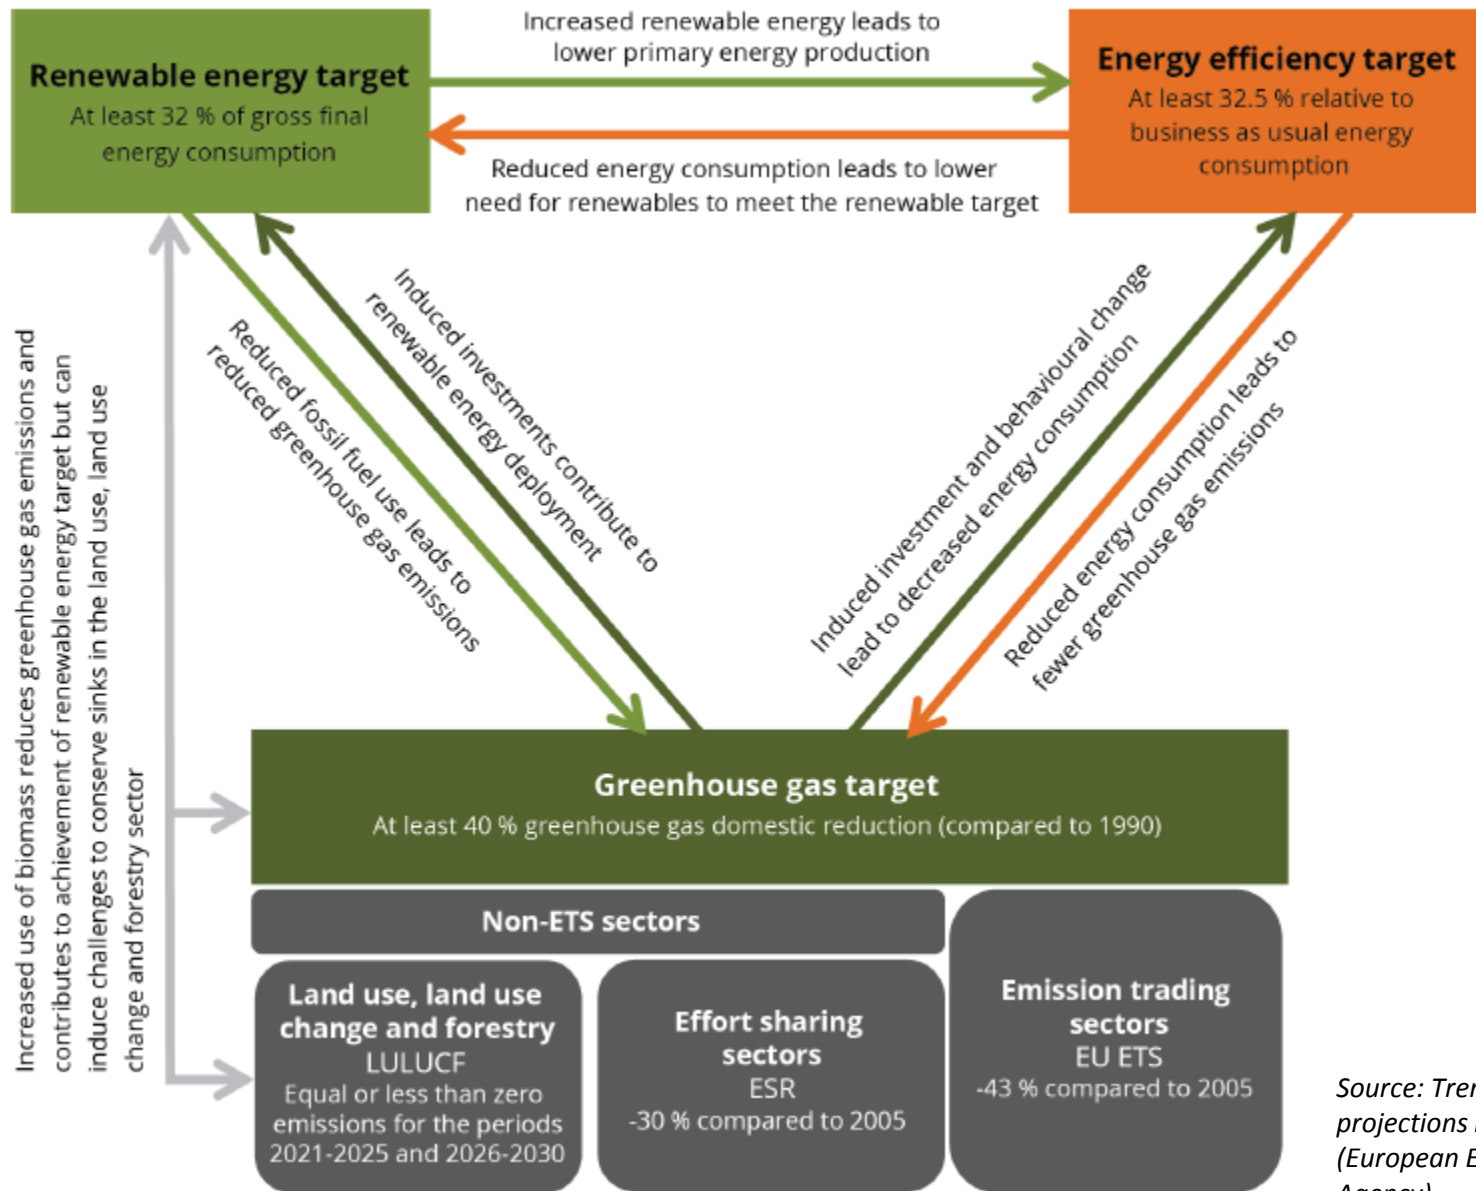 Increased renewable energy leads to
lower primary energy production
Renewable energy target
At least 32 % of gross final
energy consumption
Energy efficiency target
At least 32.5 % relative to
business as usual energy
consumption
Reduced energy consumption leads to lower
need for renewables to meet the renewable target
Increased use of biomass reduces greenhouse gas emissions and
contributes to achievement of renewable energy target but can
induce challenges to conserve sinks in the land use, land use
change and forestry sector
Reduced fossil fuel use leads to
reduced greenhouse gas emissions
Induced investments contribute to
renewable energy deployment
Induced investment and behavioural change
lead to decreased energy consumption
Reduced energy consumption leads to
fewer greenhouse gas emissions
Greenhouse gas target
At least 40 % greenhouse gas domestic reduction (compared to 1990)
Non-ETS sectors
Land use, land use
change and forestry
LULUCF
Equal or less than zero
emissions for the periods
2021-2025 and 2026-2030
Effort sharing
sectors
ESR
-30 % compared to 2005
Emission trading
sectors
EU ETS
-43 % compared to 2005
Source:
projections
(European